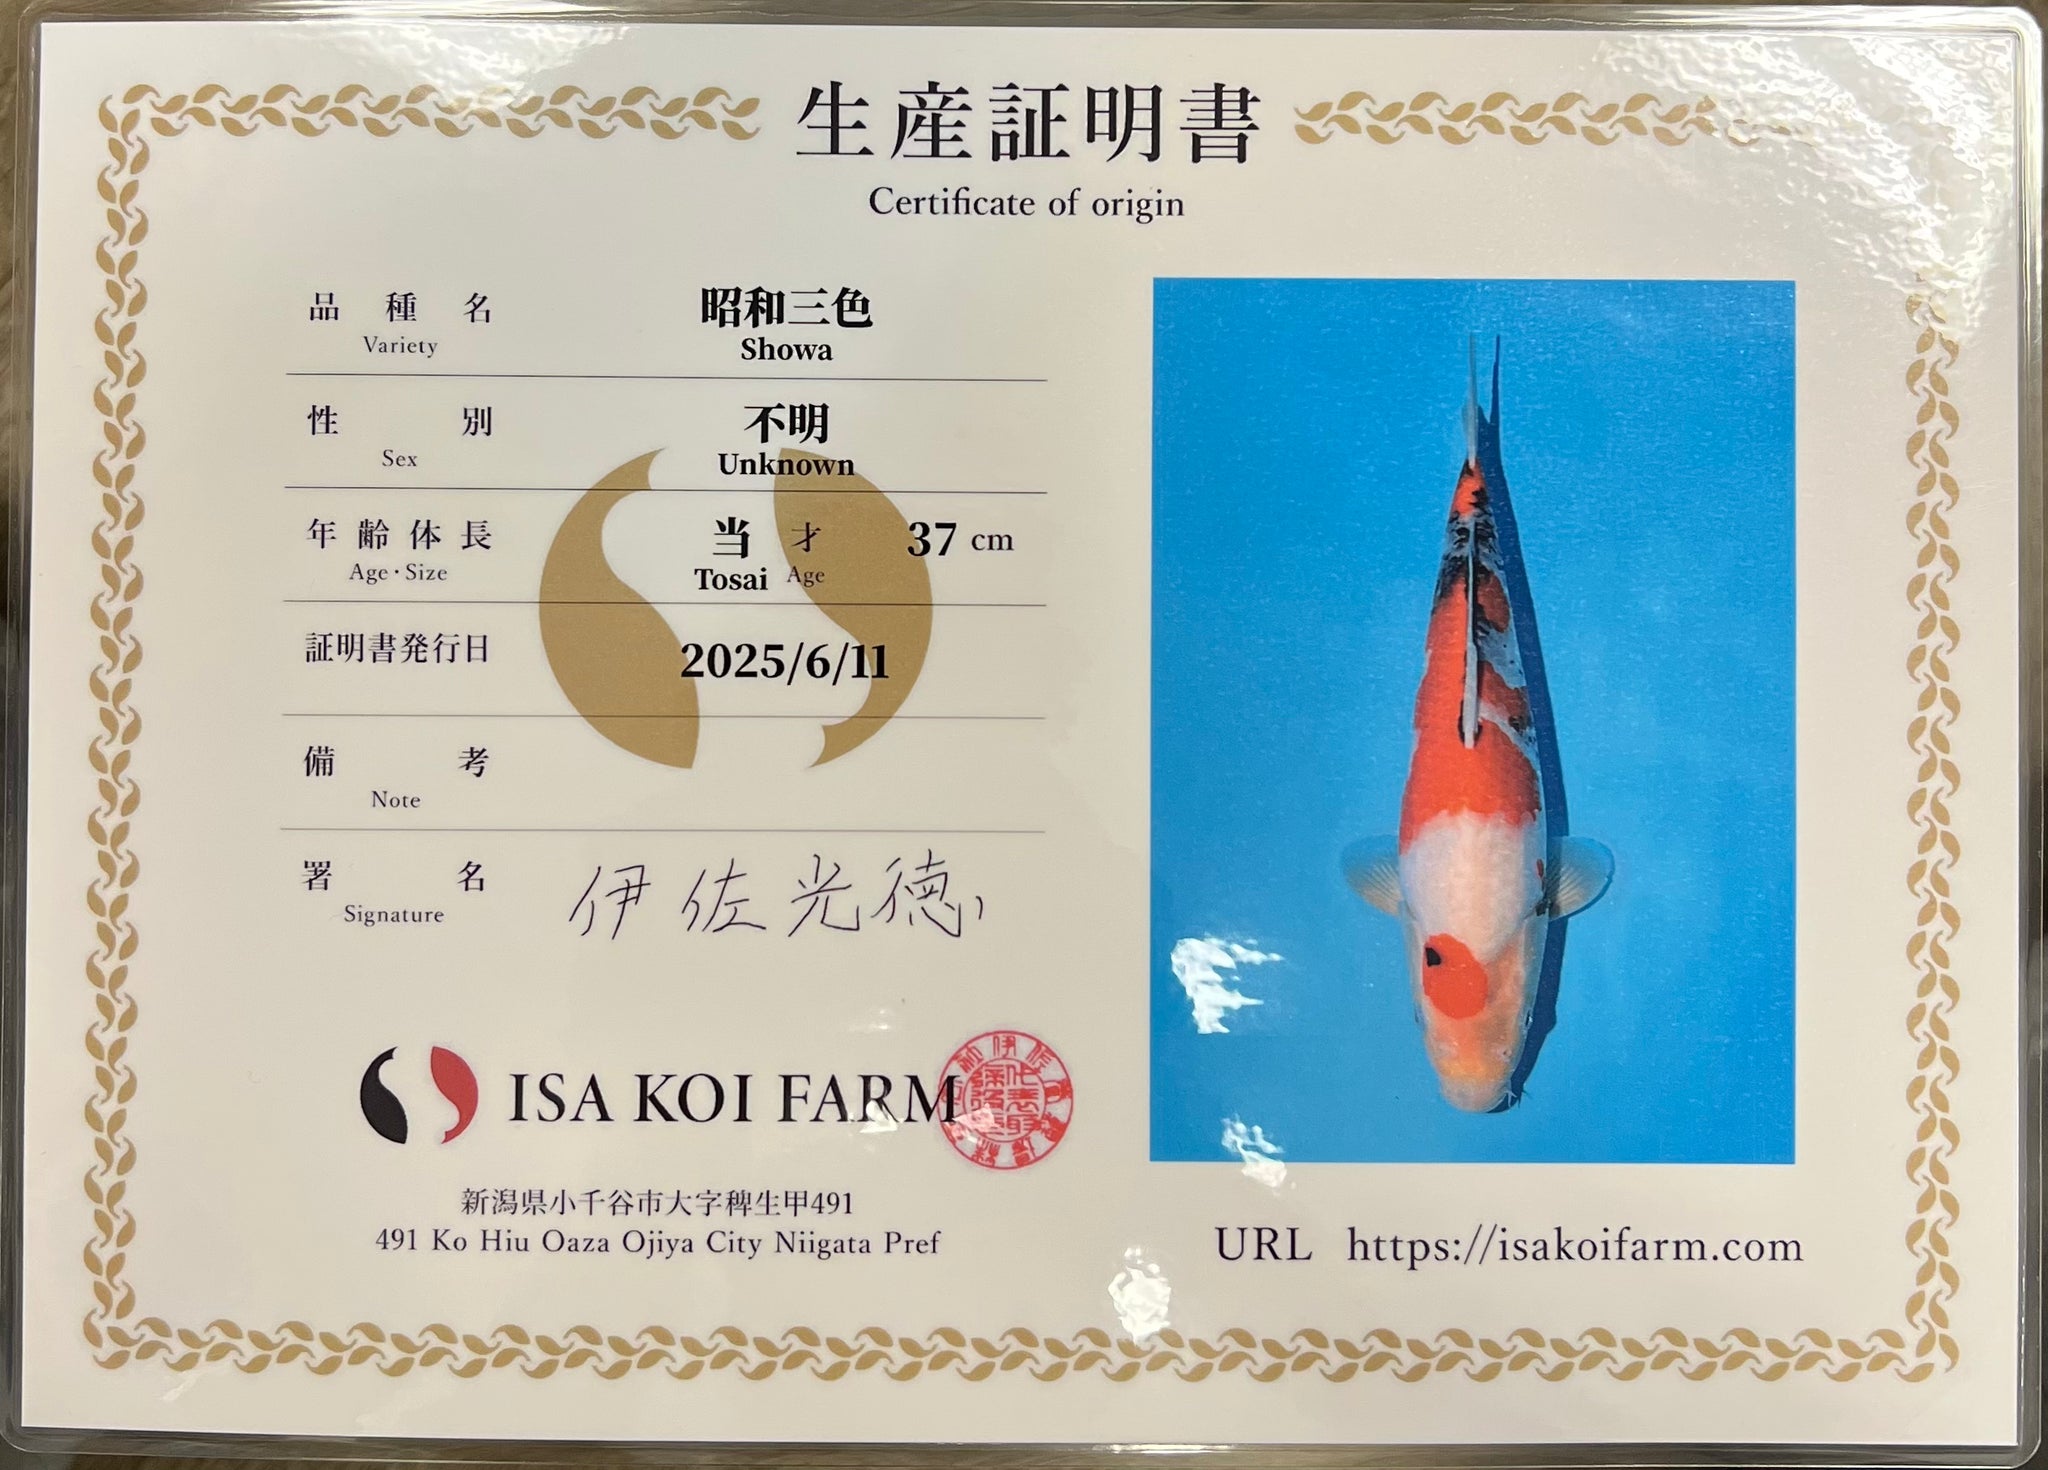 生産証明書
Certificate of origin
品種名 昭和三色
Variety Showa
性別 不明
Sex Unknown
年齢体長 当才 37 cm
Age・Size Tosai Age
証明書発行日 2025/6/11
備考
Note
署名 伊佐光徳
Signature
ISA KOI FARM
新潟県小千谷市大字稗生甲491
491 Ko Hiu Oaza Ojiya City Niigata Pref
URL https://isakoifarm.com